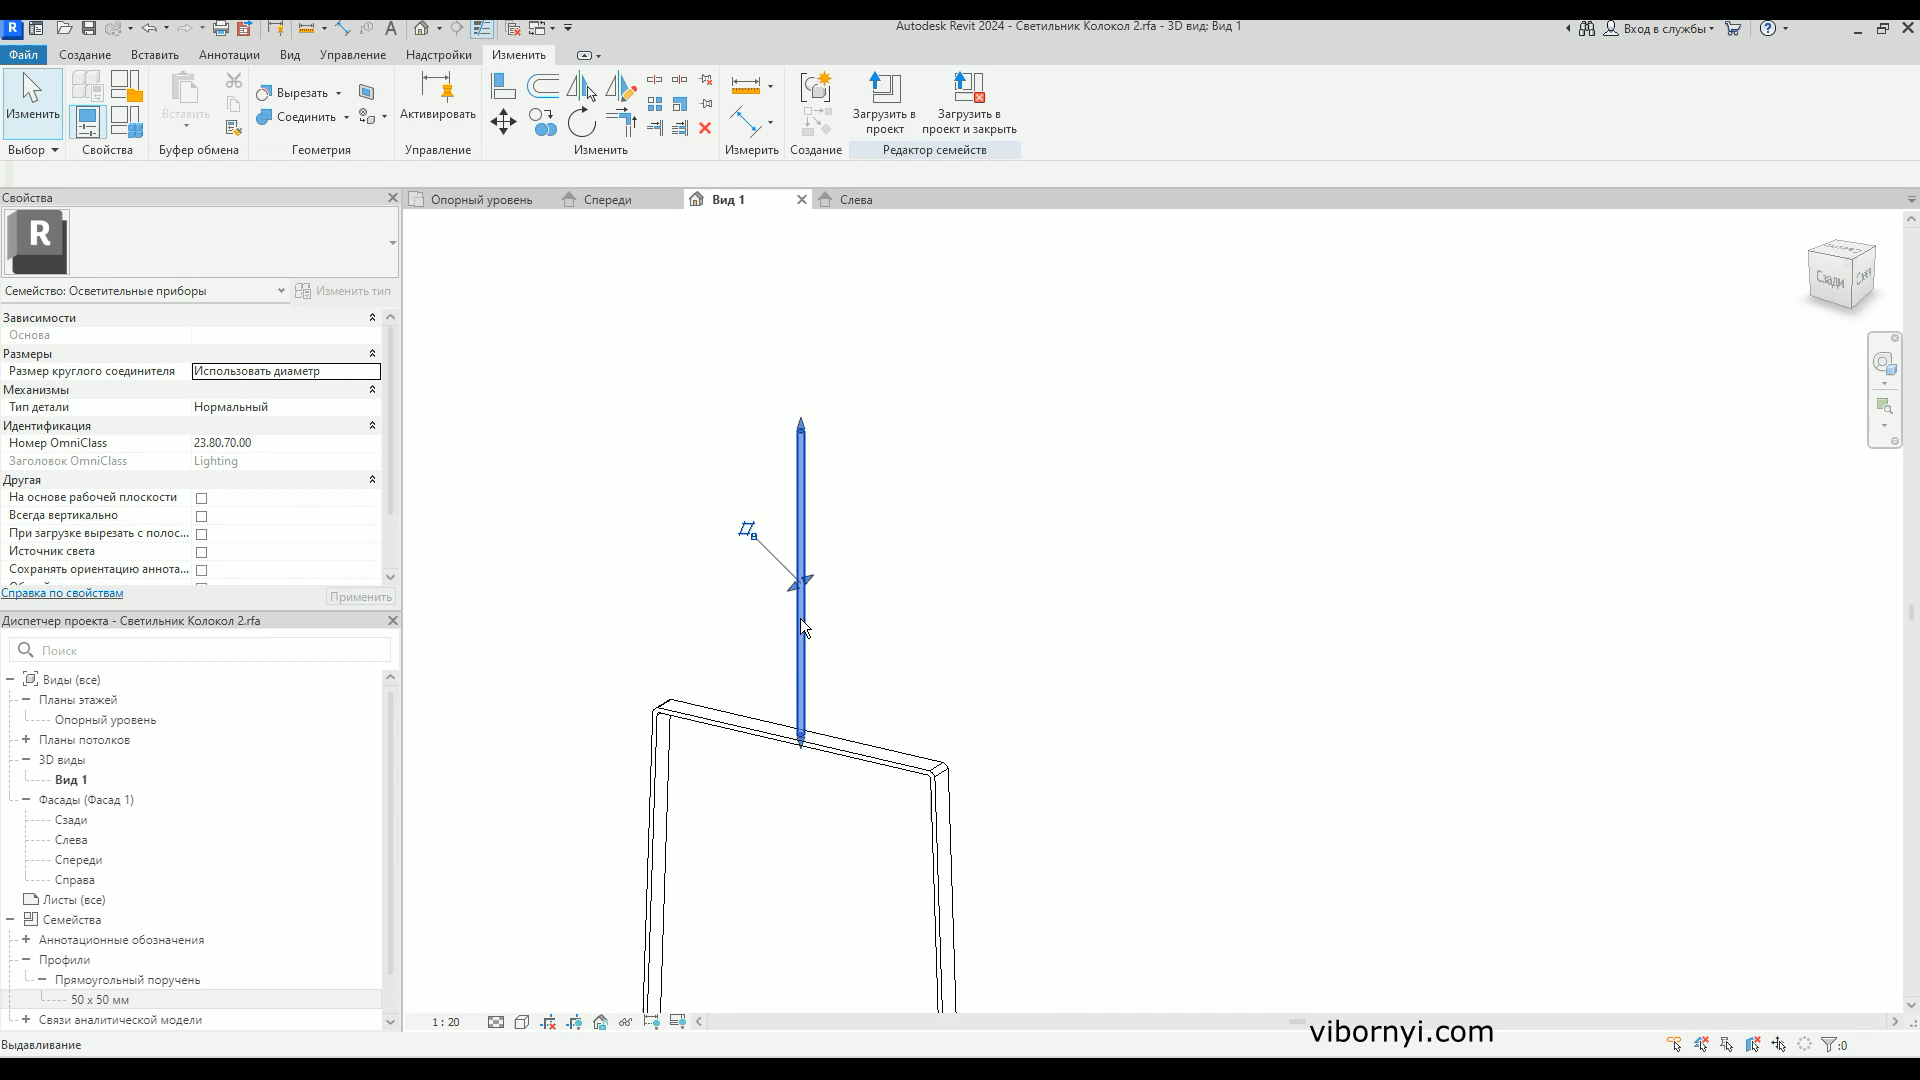 Autodesk Revit 2024 - Светильник Колокол 2.rfa - 3D вид: Вид 1
Вход в службы
Файл
Создание
Вставить
Аннотации
Вид
Управление
Надстройки
Изменить
Изменить
Вставить
Вырезать
Соединить
Активировать
Загрузить в
проект
Загрузить в
проект и закрыть
Выбор
Свойства
Буфер обмена
Геометрия
Управление
Изменить
Измерить
Создание
Редактор семейств
Свойства
R
Семейство: Осветительные приборы
Изменить тип
Зависимости
Основа
Размеры
Размер круглого соединителя
Использовать диаметр
Механизмы
Тип детали
Нормальный
Идентификация
Номер OmniClass
23.80.70.00
Заголовок OmniClass
Lighting
Другая
На основе рабочей плоскости
Всегда вертикально
При загрузке вырезать с полос...
Источник света
Сохранять ориентацию аннота...
Справка по свойствам
Применить
Диспетчер проекта - Светильник Колокол 2.rfa
Поиск
Виды (все)
Планы этажей
Опорный уровень
Планы потолков
3D виды
Вид 1
Фасады (Фасад 1)
Сзади
Слева
Спереди
Справа
Листы (все)
Семейства
Аннотационные обозначения
Профили
Прямоугольный поручень
50 x 50 мм
Связи аналитической модели
Выдавливание
Опорный уровень
Спереди
Вид 1
Слева
Сзади
Слева
1 : 20
vibornyi.com
:0